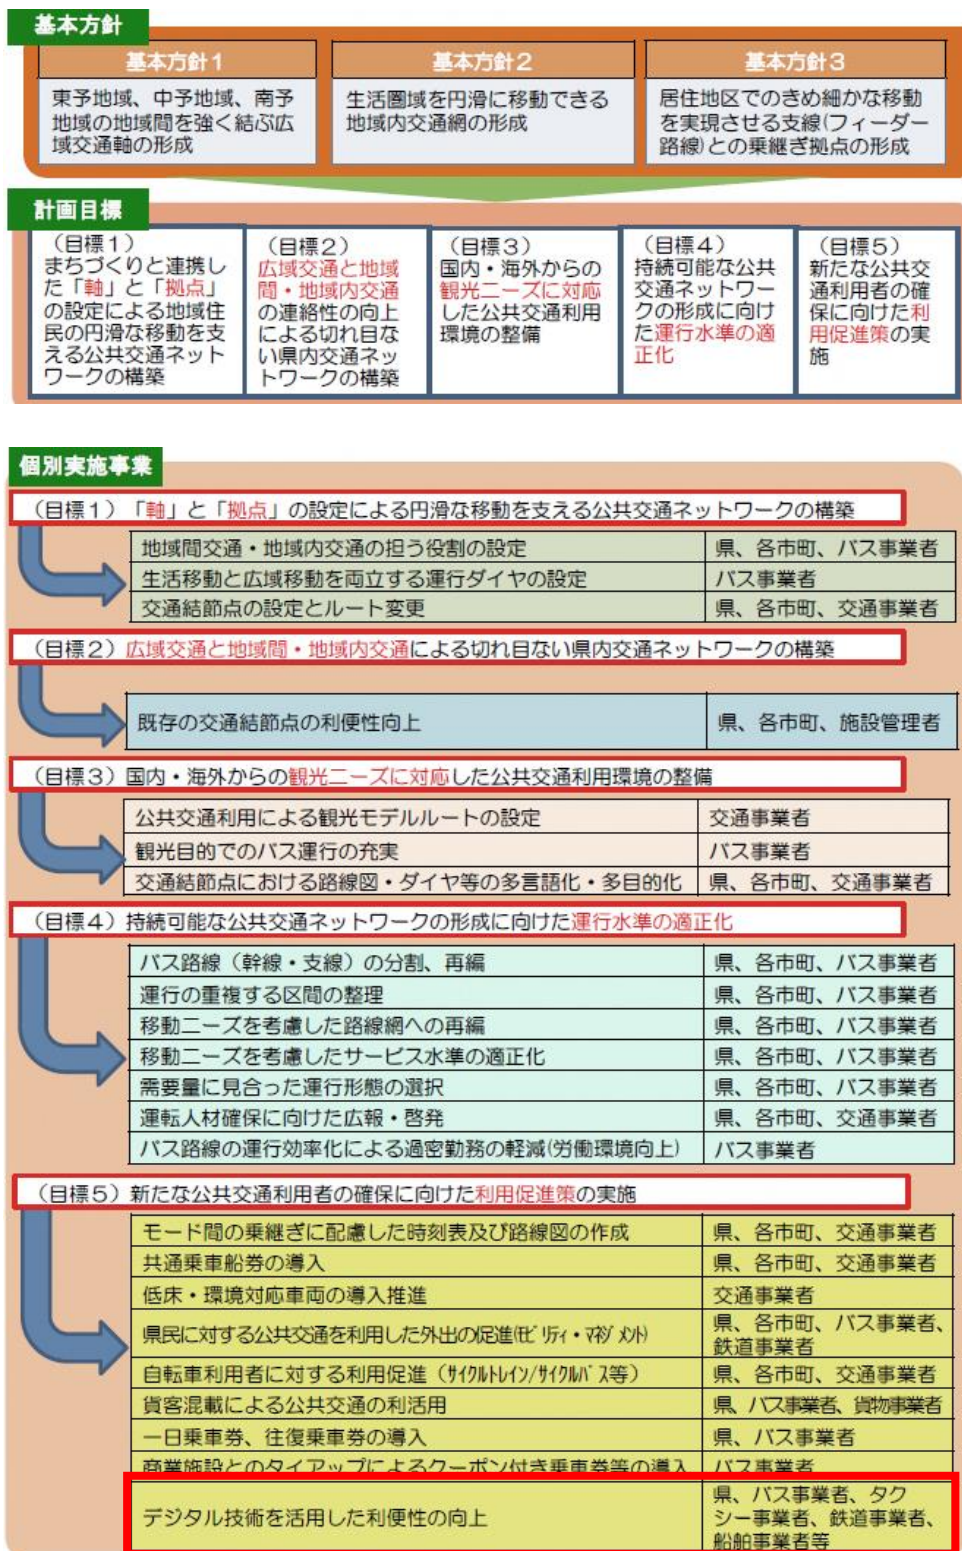 基本方針
基本方針1
東予地域、中予地域、南予
地域の地域間を強く結ぶ広
域交通軸の形成
基本方針2
生活圏域を円滑に移動できる
地域内交通網の形成
基本方針3
居住地区でのきめ細かな移動
を実現させる支線(フィーダー
路線)との乗継ぎ拠点の形成
計画目標
（目標1）
まちづくりと連携し
た「軸」と「拠点」
の設定による地域住
民の円滑な移動を支
える公共交通ネット
ワークの構築
（目標2）
広域交通と地域
間・地域内交通
の連絡性の向上
による切れ目な
い県内交通ネッ
トワークの構築
（目標3）
国内・海外からの
観光ニーズに対応
した公共交通利用
環境の整備
（目標4）
持続可能な公共
交通ネットワー
クの形成に向け
た運行水準の適
正化
（目標5）
新たな公共交
通利用者の確
保に向けた利
用促進策の実
施
個別実施事業
（目標1）「軸」と「拠点」の設定による円滑な移動を支える公共交通ネットワークの構築
地域間交通・地域内交通の担う役割の設定 県、各市町、バス事業者
生活移動と広域移動を両立する運行ダイヤの設定 バス事業者
交通結節点の設定とルート変更 県、各市町、交通事業者
（目標2）広域交通と地域間・地域内交通による切れ目ない県内交通ネットワークの構築
既存の交通結節点の利便性向上 県、各市町、施設管理者
（目標3）国内・海外からの観光ニーズに対応した公共交通利用環境の整備
公共交通利用による観光モデルルートの設定 交通事業者
観光目的でのバス運行の充実 バス事業者
交通結節点における路線図・ダイヤ等の多言語化・多目的化 県、各市町、交通事業者
（目標4）持続可能な公共交通ネットワークの形成に向けた運行水準の適正化
バス路線（幹線・支線）の分割、再編 県、各市町、バス事業者
運行の重複する区間の整理 県、各市町、バス事業者
移動ニーズを考慮した路線網への再編 県、各市町、バス事業者
移動ニーズを考慮したサービス水準の適正化 県、各市町、バス事業者
需要量に見合った運行形態の選択 県、各市町、バス事業者
運転人材確保に向けた広報・啓発 県、各市町、交通事業者
バス路線の運行効率化による過密勤務の軽減(労働環境向上) バス事業者
（目標5）新たな公共交通利用者の確保に向けた利用促進策の実施
モード間の乗継ぎに配慮した時刻表及び路線図の作成 県、各市町、交通事業者
共通乗車船券の導入 県、各市町、交通事業者
低床・環境対応車両の導入推進 交通事業者
県民に対する公共交通を利用した外出の促進(ﾓﾋﾞﾘﾃｨ・ﾏﾈｼﾞﾒﾝﾄ) 県、各市町、バス事業者、
鉄道事業者
自転車利用者に対する利用促進（ｻｲｸﾙﾄﾚｲﾝ/ｻｲｸﾙﾊﾞｽ等） 県、各市町、交通事業者
貨客混載による公共交通の利活用 県、バス事業者、貨物事業者
一日乗車券、往復乗車券の導入 県、バス事業者
商業施設とのタイアップによるクーポン付き乗車券等の導入 バス事業者
デジタル技術を活用した利便性の向上 県、バス事業者、タク
シー事業者、鉄道事業者、
船舶事業者等